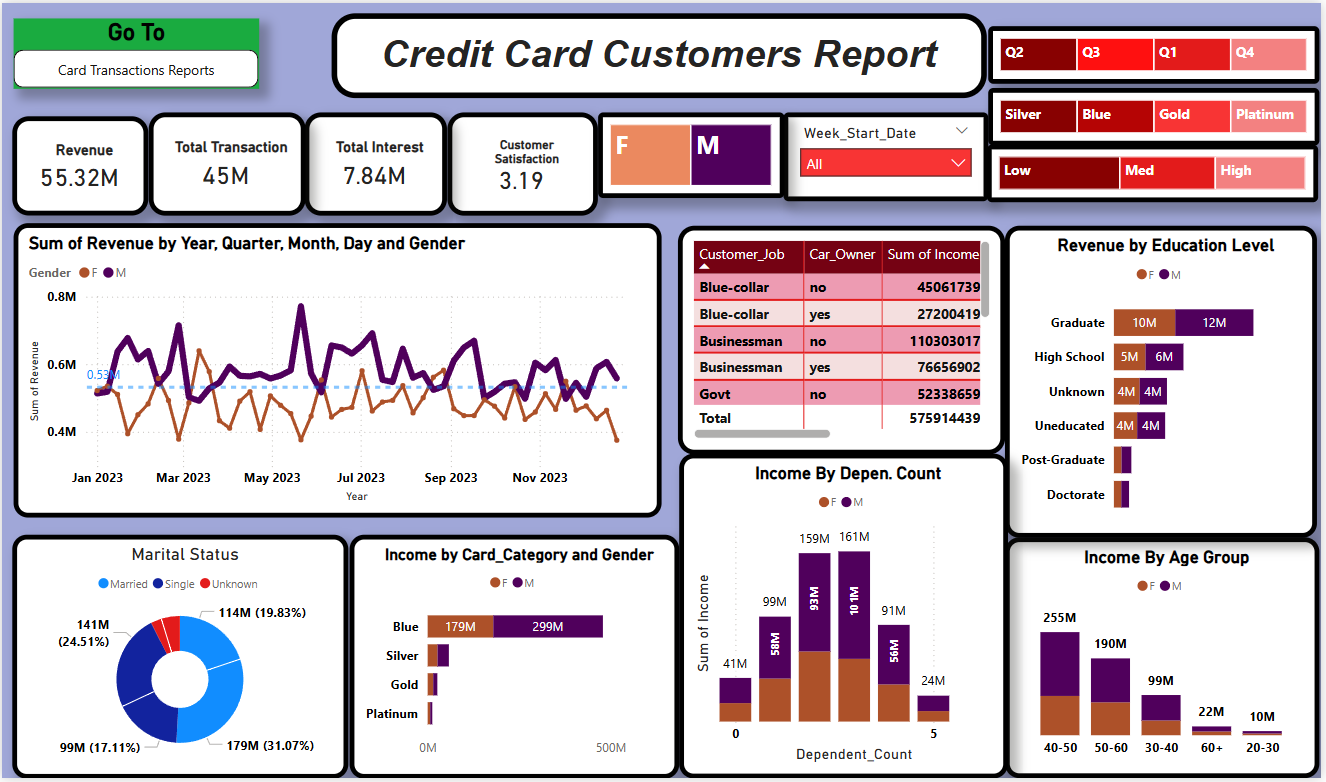 Go To
Card Transactions Reports
Credit Card Customers Report
Q2 Q3 Q1 Q4
Silver Blue Gold Platinum
Low Med High
Revenue
55.32M
Total Transaction
45M
Total Interest
7.84M
Customer
Satisfaction
3.19
F M
Week_Start_Date
All
Sum of Revenue by Year, Quarter, Month, Day and Gender
Gender F M
Sum of Revenue
0.8M
0.6M
0.53M
0.4M
Jan 2023 Mar 2023 May 2023 Jul 2023 Sep 2023 Nov 2023
Year
Customer_Job Car_Owner Sum of Income
Blue-collar no 45061739
Blue-collar yes 27200419
Businessman no 110303017
Businessman yes 76656902
Govt no 52338659
Total 575914439
Revenue by Education Level
F M
Graduate 10M 12M
High School 5M 6M
Unknown 4M 4M
Uneducated 4M 4M
Post-Graduate
Doctorate
Marital Status
Married Single Unknown
114M (19.83%)
141M
(24.51%)
99M (17.11%)
179M (31.07%)
Income by Card_Category and Gender
F M
Blue 179M 299M
Silver
Gold
Platinum
0M 500M
Income By Depen. Count
F M
Sum of Income
41M
99M
58M
159M
93M
161M
101M
91M
56M
24M
0 5
Dependent_Count
Income By Age Group
F M
255M
190M
99M
22M
10M
40-50 50-60 30-40 60+ 20-30